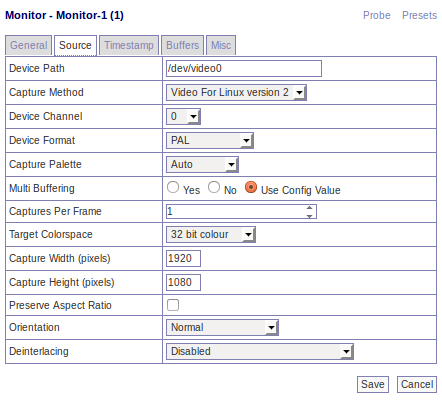 Monitor - Monitor-1 (1) Probe Presets
General Source Timestamp Buffers Misc
Device Path /dev/video0
Capture Method Video For Linux version 2
Device Channel 0
Device Format PAL
Capture Palette Auto
Multi Buffering Yes No Use Config Value
Captures Per Frame 1
Target Colorspace 32 bit colour
Capture Width (pixels) 1920
Capture Height (pixels) 1080
Preserve Aspect Ratio
Orientation Normal
Deinterlacing Disabled
Save Cancel